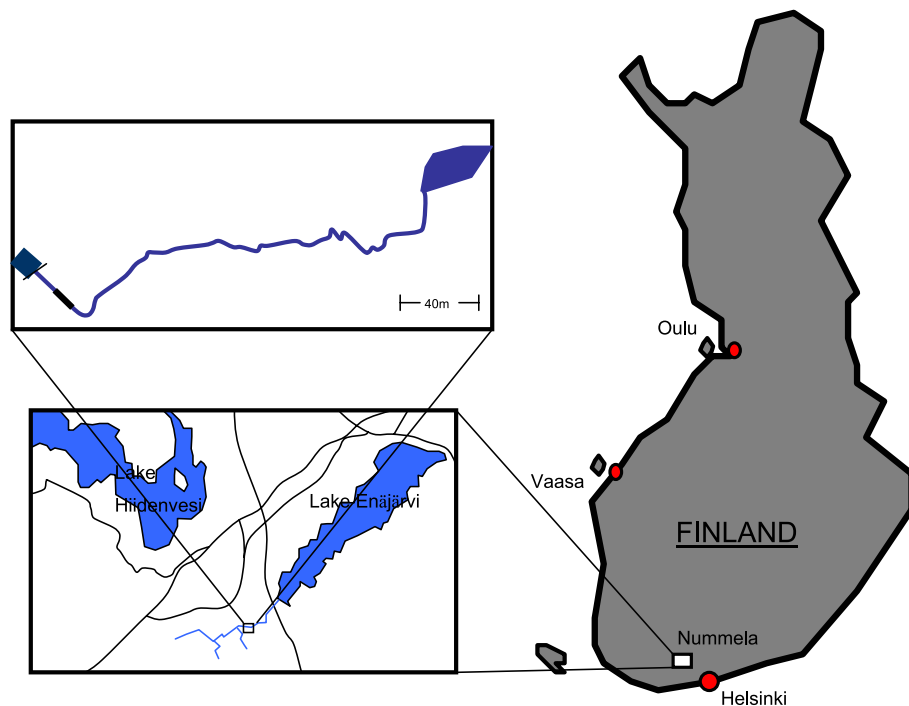 40m
Oulu
Vaasa
Lake
Hiidenvesi
Lake Enäjärvi
FINLAND
Nummela
Helsinki